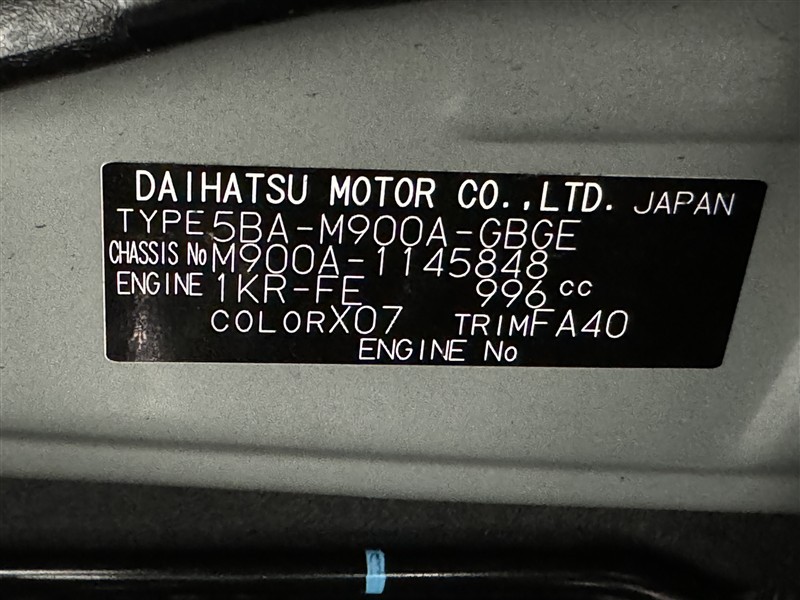 DAIHATSU MOTOR CO.,LTD. JAPAN
TYPE 5BA-M900A-GBGE
CHASSIS No M900A-1145848
ENGINE 1KR-FE 996 cc
COLOR X07 TRIM FA40
ENGINE No